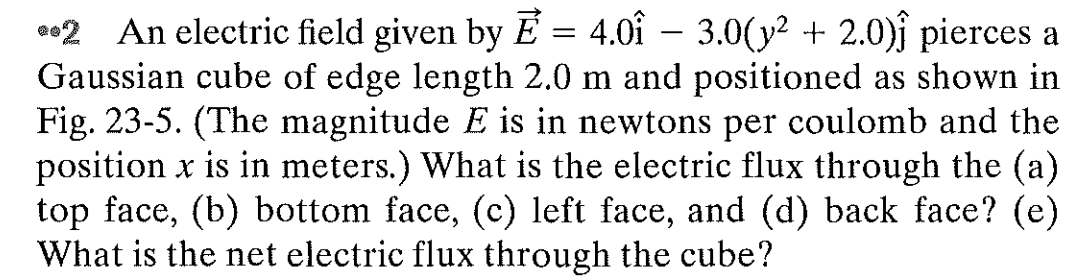 ••2 An electric field given by E⃗ = 4.0î − 3.0(y² + 2.0)ĵ pierces a
Gaussian cube of edge length 2.0 m and positioned as shown in
Fig. 23-5. (The magnitude E is in newtons per coulomb and the
position x is in meters.) What is the electric flux through the (a)
top face, (b) bottom face, (c) left face, and (d) back face? (e)
What is the net electric flux through the cube?